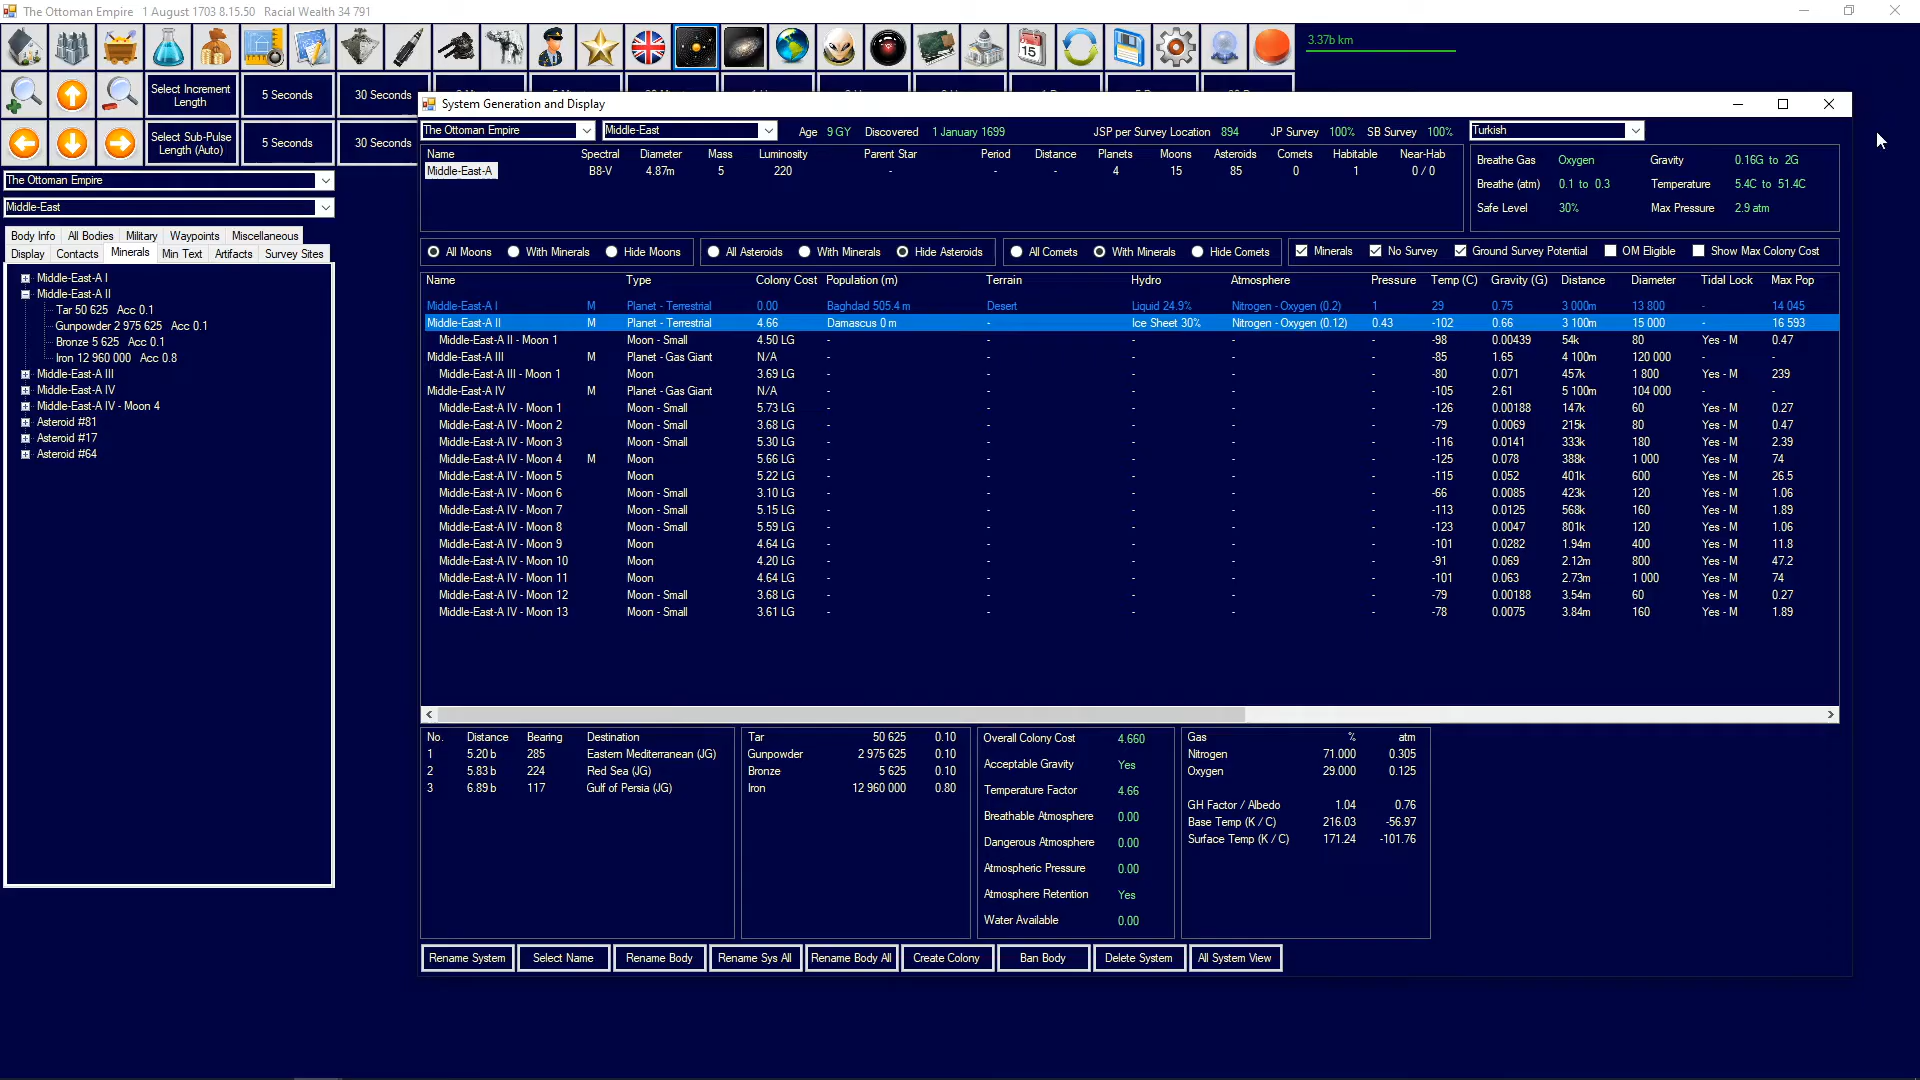 The Ottoman Empire 1 August 1703 8.15.50 Racial Wealth 34 791
3.37b km
Select Increment Length 5 Seconds 30 Seconds
Select Sub-Pulse Length (Auto) 5 Seconds 30 Seconds
The Ottoman Empire
Middle-East
Body Info All Bodies Military Waypoints Miscellaneous
Display Contacts Minerals Min Text Artifacts Survey Sites
Middle-East-A I
Middle-East-A II
Tar 50 625 Acc 0.1
Gunpowder 2 975 625 Acc 0.1
Bronze 5 625 Acc 0.1
Iron 12 960 000 Acc 0.8
Middle-East-A III
Middle-East-A IV
Middle-East-A IV - Moon 4
Asteroid #81
Asteroid #17
Asteroid #64
System Generation and Display
The Ottoman Empire Middle-East Age 9 GY Discovered 1 January 1699 JSP per Survey Location 894 JP Survey 100% SB Survey 100% Turkish
Name Spectral Diameter Mass Luminosity Parent Star Period Distance Planets Moons Asteroids Comets Habitable Near-Hab
Middle-East-A B8-V 4.87m 5 220 - - - 4 15 85 0 1 0 / 0
Breathe Gas Oxygen Gravity 0.16G to 2G
Breathe (atm) 0.1 to 0.3 Temperature 5.4C to 51.4C
Safe Level 30% Max Pressure 2.9 atm
All Moons With Minerals Hide Moons All Asteroids With Minerals Hide Asteroids All Comets With Minerals Hide Comets Minerals No Survey Ground Survey Potential OM Eligible Show Max Colony Cost
Name Type Colony Cost Population (m) Terrain Hydro Atmosphere Pressure Temp (C) Gravity (G) Distance Diameter Tidal Lock Max Pop
Middle-East-A I M Planet - Terrestrial 0.00 Baghdad 505.4 m Desert Liquid 24.9% Nitrogen - Oxygen (0.2) 1 29 0.75 3 000m 13 800 - 14 045
Middle-East-A II M Planet - Terrestrial 4.66 Damascus 0 m - Ice Sheet 30% Nitrogen - Oxygen (0.12) 0.43 -102 0.66 3 100m 15 000 - 16 593
Middle-East-A II - Moon 1 Moon - Small 4.50 LG - - - - - -98 0.00439 54k 80 Yes - M 0.47
Middle-East-A III M Planet - Gas Giant N/A - - - - - -85 1.65 4 100m 120 000 - -
Middle-East-A III - Moon 1 Moon 3.69 LG - - - - - -80 0.071 457k 1 800 Yes - M 239
Middle-East-A IV M Planet - Gas Giant N/A - - - - - -105 2.61 5 100m 104 000 - -
Middle-East-A IV - Moon 1 Moon - Small 5.73 LG - - - - - -126 0.00188 147k 60 Yes - M 0.27
Middle-East-A IV - Moon 2 Moon - Small 3.68 LG - - - - - -79 0.0069 215k 80 Yes - M 0.47
Middle-East-A IV - Moon 3 Moon - Small 5.30 LG - - - - - -116 0.0141 333k 180 Yes - M 2.39
Middle-East-A IV - Moon 4 M Moon 5.66 LG - - - - - -125 0.078 388k 1 000 Yes - M 74
Middle-East-A IV - Moon 5 Moon 5.22 LG - - - - - -115 0.052 401k 600 Yes - M 26.5
Middle-East-A IV - Moon 6 Moon - Small 3.10 LG - - - - - -66 0.0085 423k 120 Yes - M 1.06
Middle-East-A IV - Moon 7 Moon - Small 5.15 LG - - - - - -113 0.0125 568k 160 Yes - M 1.89
Middle-East-A IV - Moon 8 Moon - Small 5.59 LG - - - - - -123 0.0047 801k 120 Yes - M 1.06
Middle-East-A IV - Moon 9 Moon 4.64 LG - - - - - -101 0.0282 1.94m 400 Yes - M 11.8
Middle-East-A IV - Moon 10 Moon 4.20 LG - - - - - -91 0.069 2.12m 800 Yes - M 47.2
Middle-East-A IV - Moon 11 Moon 4.64 LG - - - - - -101 0.063 2.73m 1 000 Yes - M 74
Middle-East-A IV - Moon 12 Moon - Small 3.68 LG - - - - - -79 0.00188 3.54m 60 Yes - M 0.27
Middle-East-A IV - Moon 13 Moon - Small 3.61 LG - - - - - -78 0.0075 3.84m 160 Yes - M 1.89
No. Distance Bearing Destination
1 5.20 b 285 Eastern Mediterranean (JG)
2 5.83 b 224 Red Sea (JG)
3 6.89 b 117 Gulf of Persia (JG)
Tar 50 625 0.10
Gunpowder 2 975 625 0.10
Bronze 5 625 0.10
Iron 12 960 000 0.80
Overall Colony Cost 4.660
Acceptable Gravity Yes
Temperature Factor 4.66
Breathable Atmosphere 0.00
Dangerous Atmosphere 0.00
Atmospheric Pressure 0.00
Atmosphere Retention Yes
Water Available 0.00
Gas % atm
Nitrogen 71.000 0.305
Oxygen 29.000 0.125
GH Factor / Albedo 1.04 0.76
Base Temp (K / C) 216.03 -56.97
Surface Temp (K / C) 171.24 -101.76
Rename System Select Name Rename Body Rename Sys All Rename Body All Create Colony Ban Body Delete System All System View